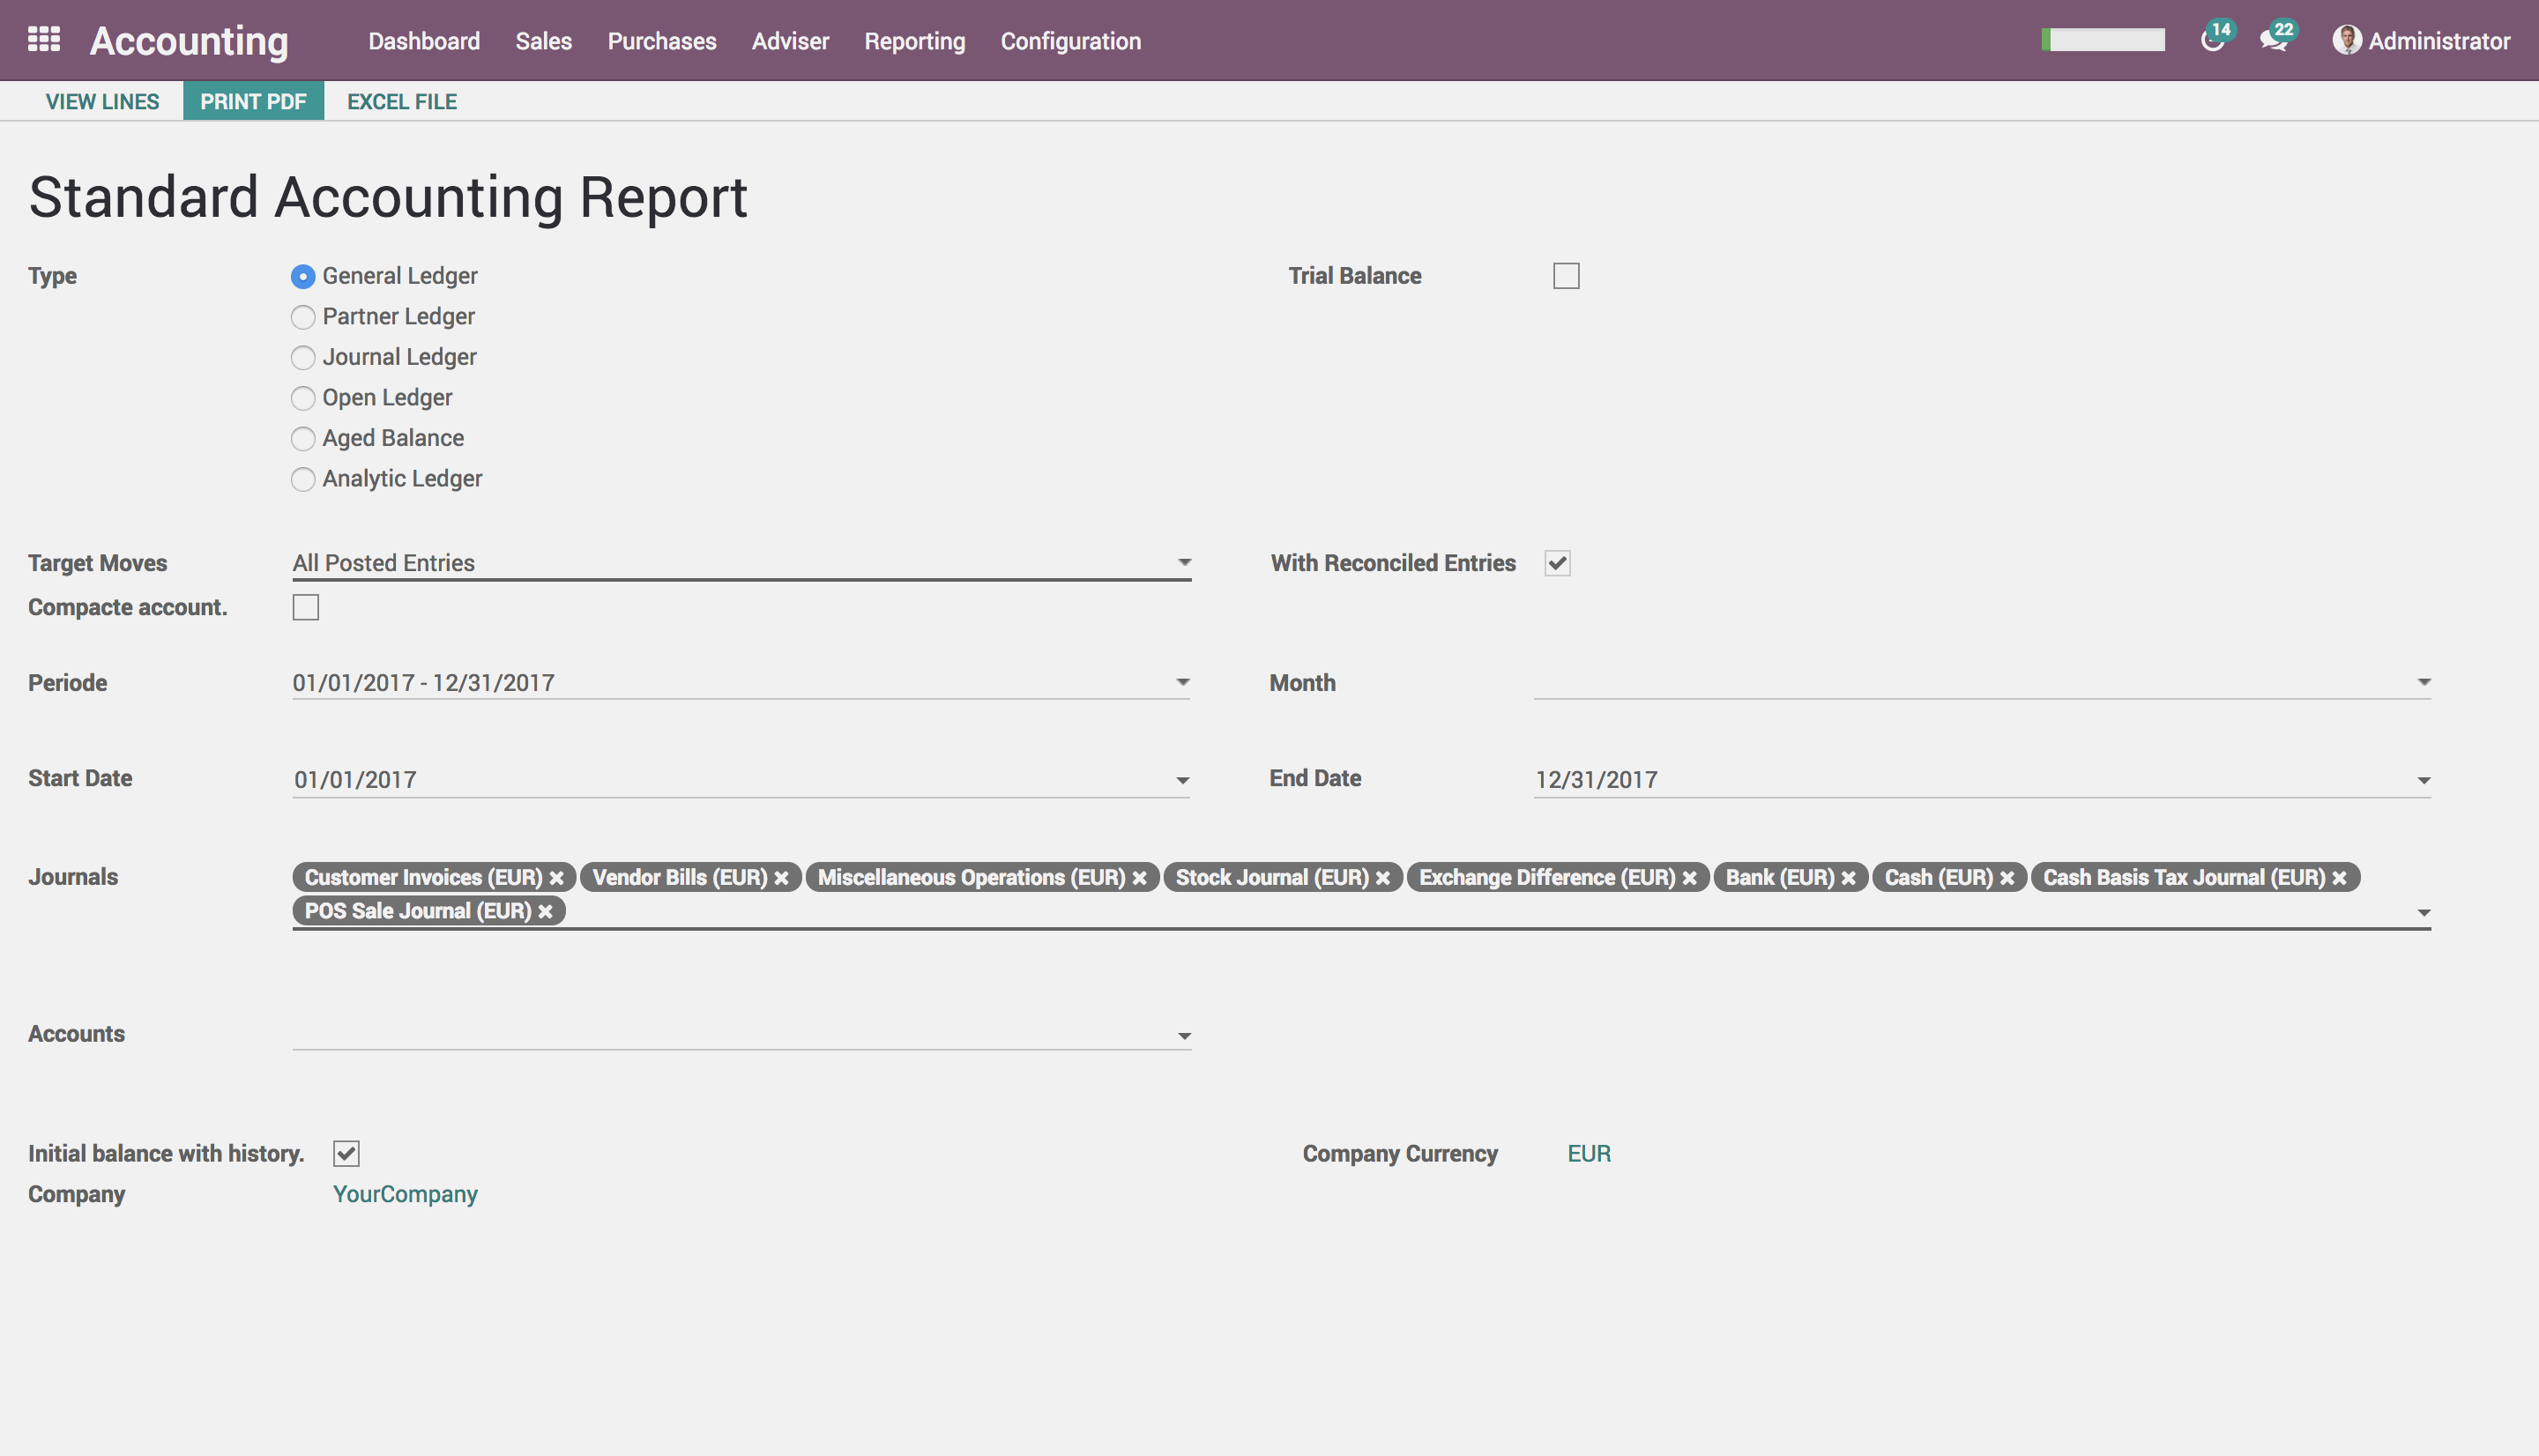 Accounting Dashboard Sales Purchases Adviser Reporting Configuration 14 22 Administrator
VIEW LINES PRINT PDF EXCEL FILE
Standard Accounting Report
Type General Ledger Trial Balance
Partner Ledger
Journal Ledger
Open Ledger
Aged Balance
Analytic Ledger
Target Moves All Posted Entries With Reconciled Entries
Compacte account.
Periode 01/01/2017 - 12/31/2017 Month
Start Date 01/01/2017 End Date 12/31/2017
Journals Customer Invoices (EUR) Vendor Bills (EUR) Miscellaneous Operations (EUR) Stock Journal (EUR) Exchange Difference (EUR) Bank (EUR) Cash (EUR) Cash Basis Tax Journal (EUR)
POS Sale Journal (EUR)
Accounts
Initial balance with history. Company Currency EUR
Company YourCompany